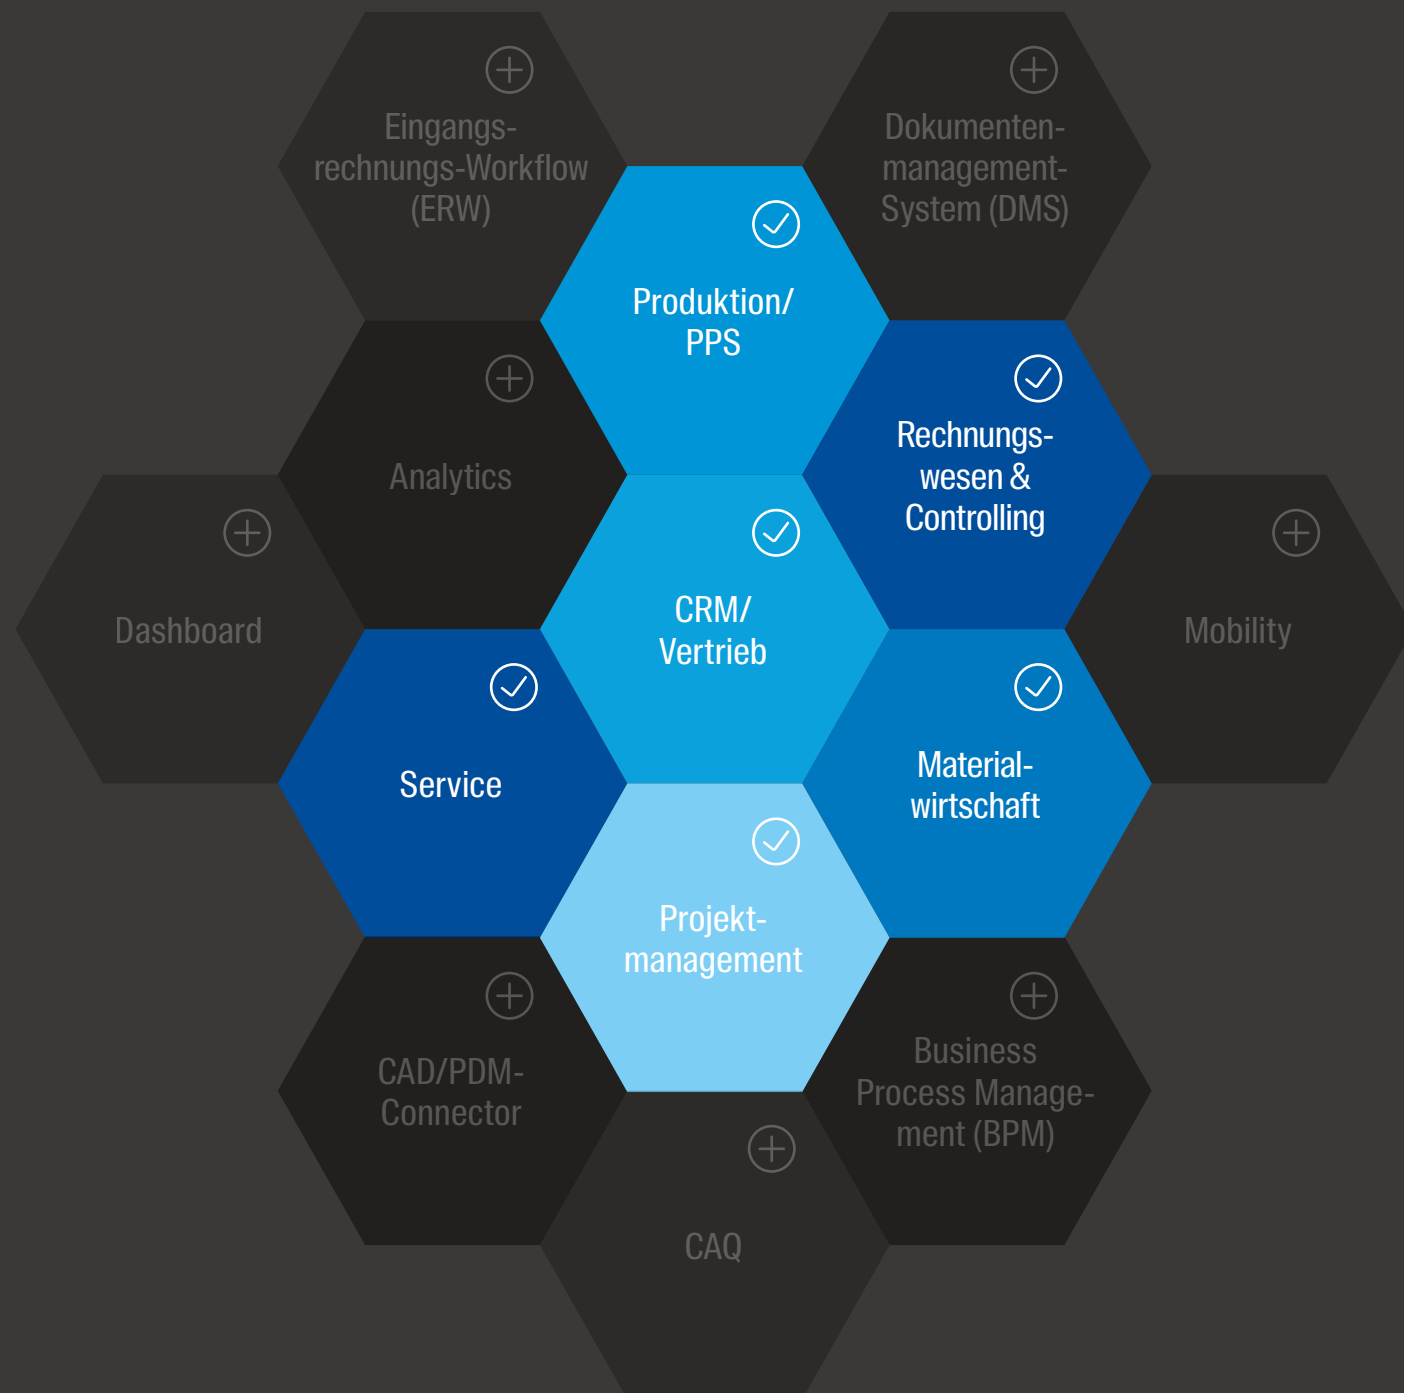 Eingangs-
rechnungs-Workflow
(ERW)
Dokumenten-
management-
System (DMS)
Produktion/
PPS
Analytics
Rechnungs-
wesen &
Controlling
Dashboard
CRM/
Vertrieb
Mobility
Service
Material-
wirtschaft
Projekt-
management
CAD/PDM-
Connector
Business
Process Manage-
ment (BPM)
CAQ